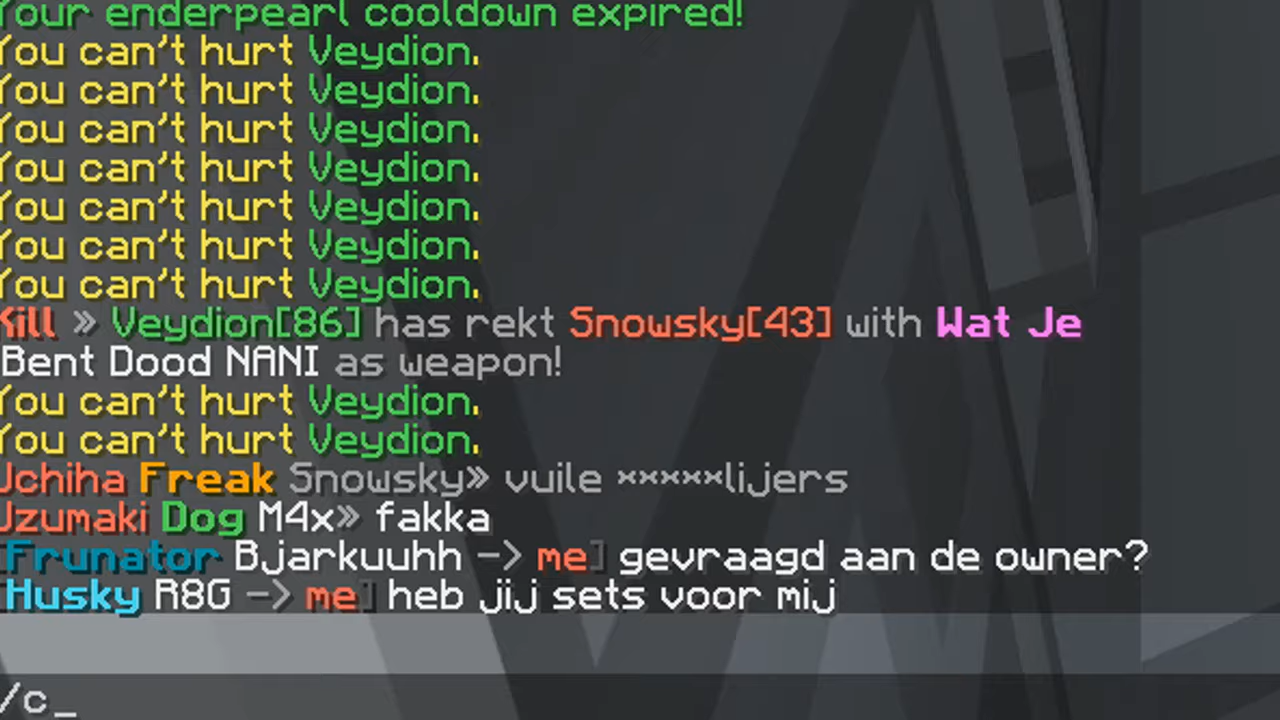 Your enderpearl cooldown expired!
You can't hurt Veydion.
You can't hurt Veydion.
You can't hurt Veydion.
You can't hurt Veydion.
You can't hurt Veydion.
You can't hurt Veydion.
You can't hurt Veydion.
Kill » Veydion[86] has rekt Snowsky[43] with Wat Je
Bent Dood NANI as weapon!
You can't hurt Veydion.
You can't hurt Veydion.
Uchiha Freak Snowsky» vuile ×××××lijers
Uzumaki Dog M4x» fakka
Frunator Bjarkuuhh -> me] gevraagd aan de owner?
Husky R8G -> me] heb jij sets voor mij
/c_